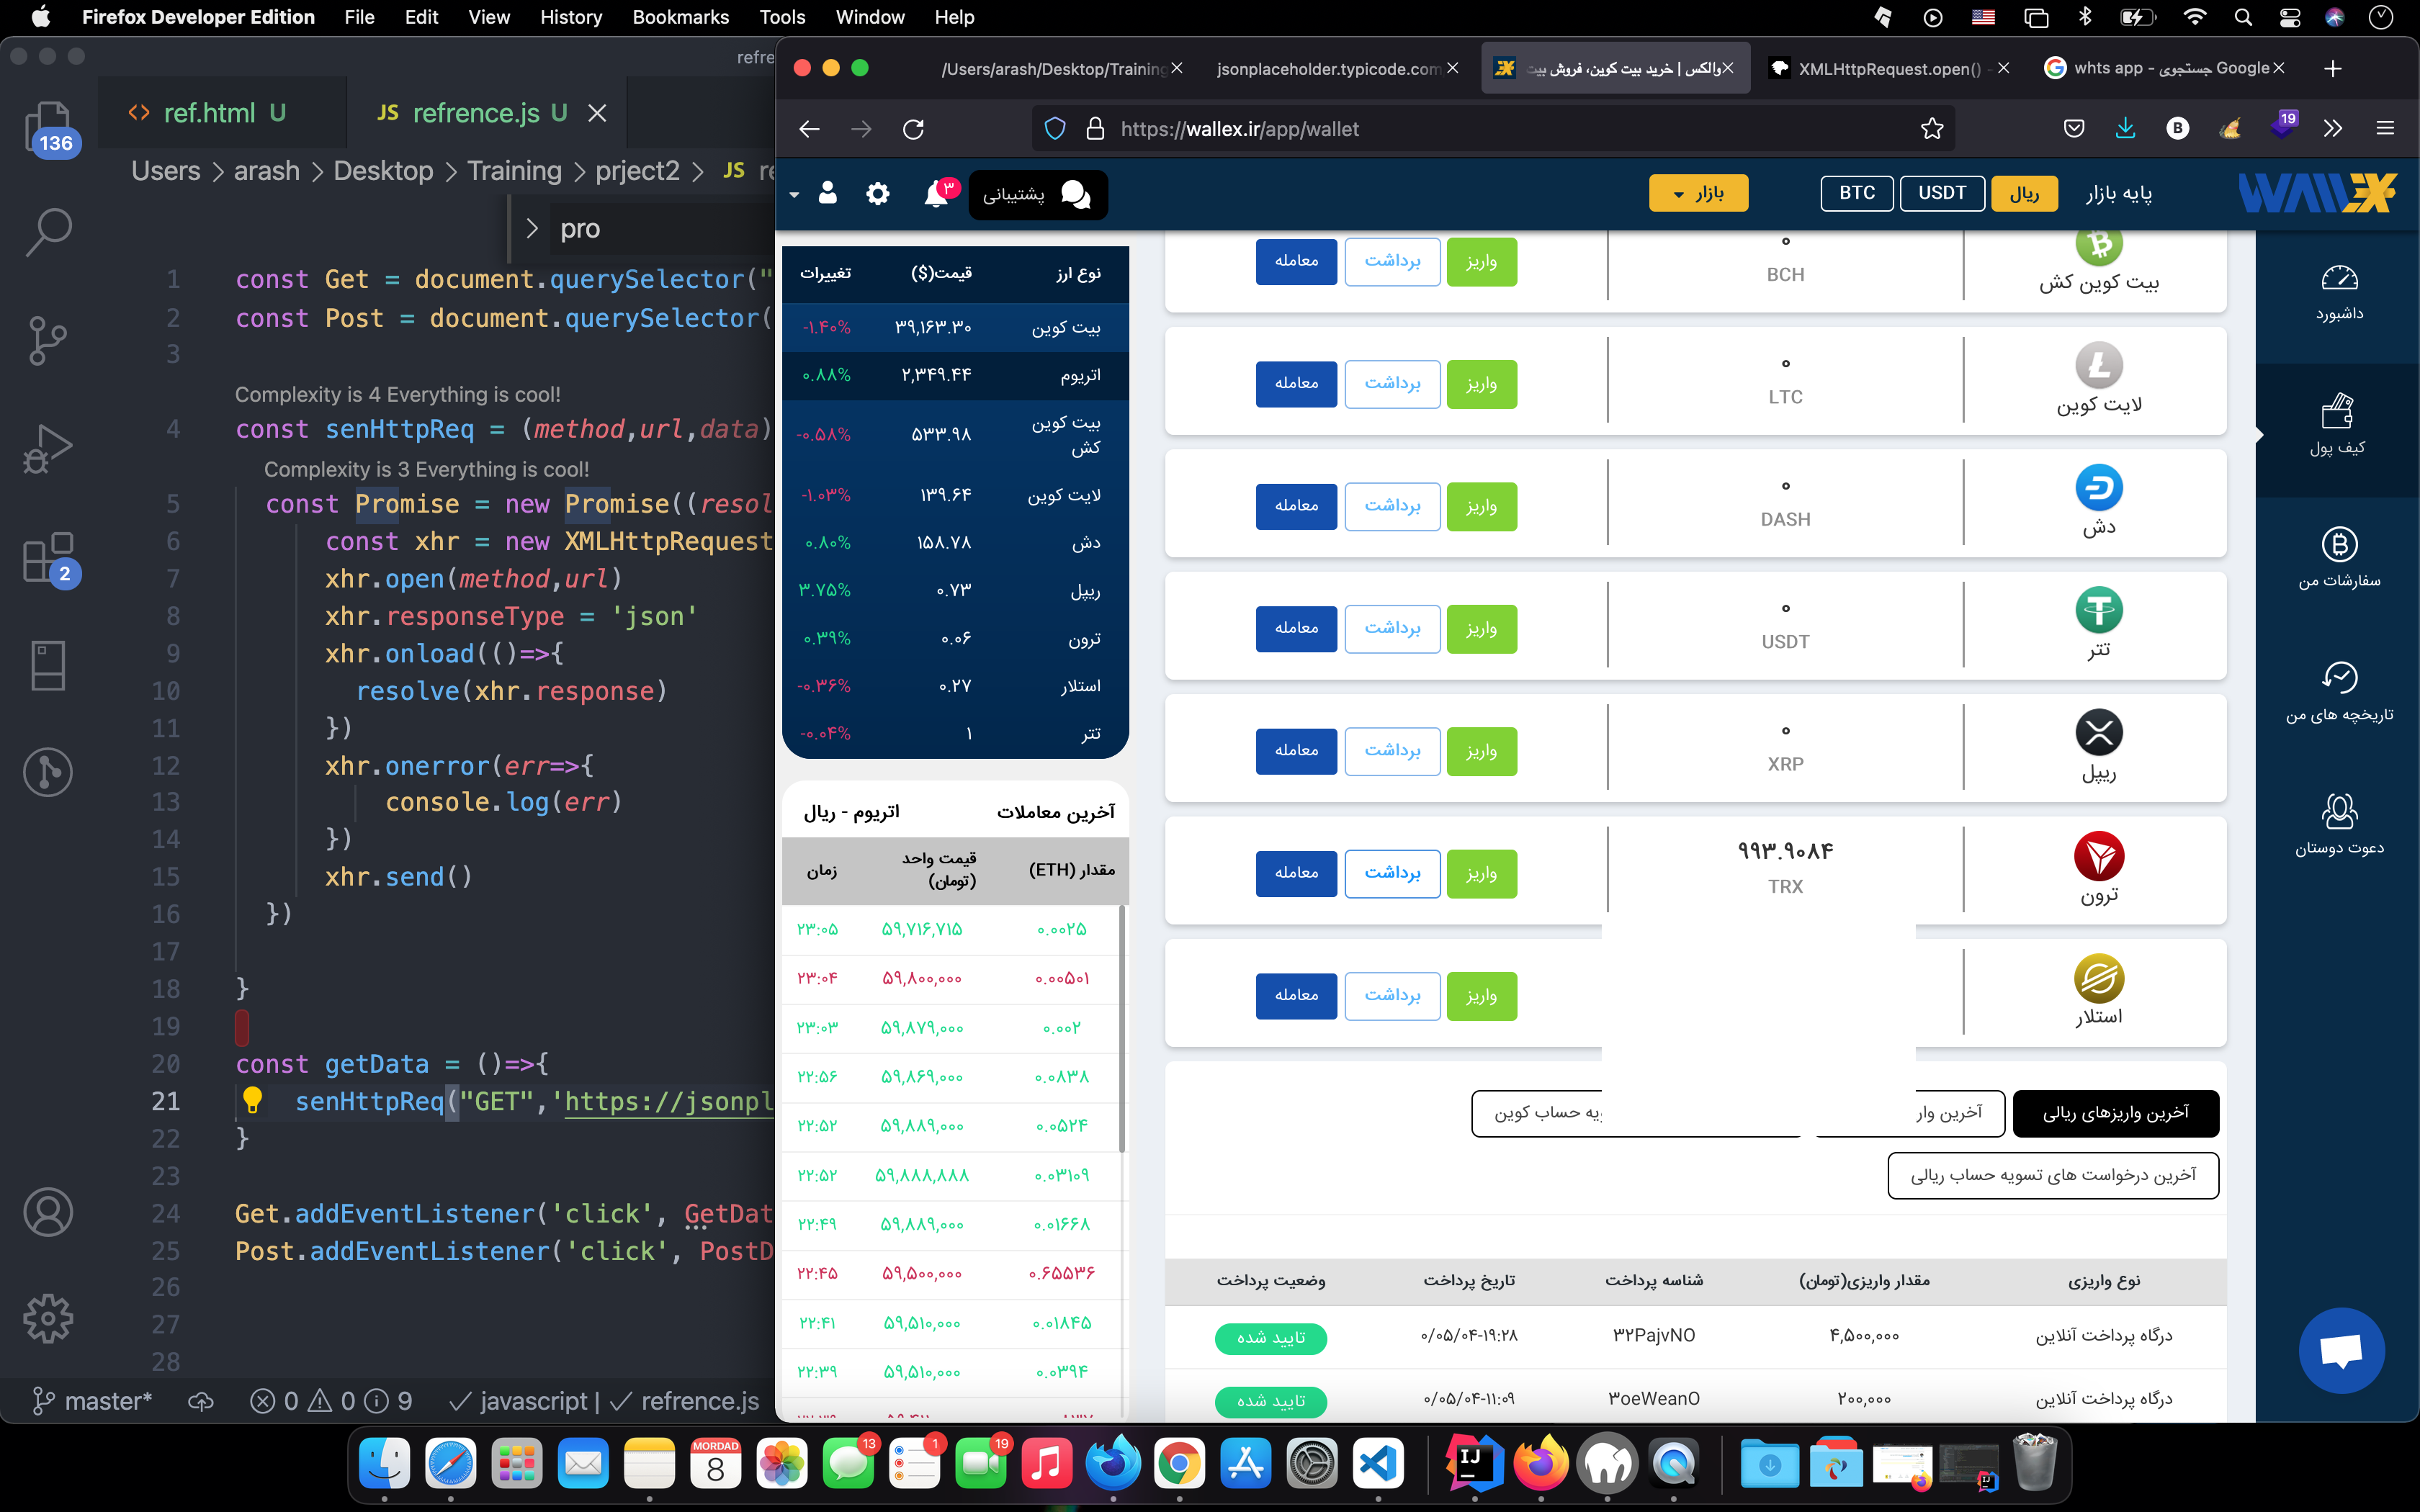 Firefox Developer Edition File Edit View History Bookmarks Tools Window Help
refre
ref.html U
JS refrence.js U
Users > arash > Desktop > Training > prject2 > JS re
136
2
pro
1 const Get = document.querySelector("
2 const Post = document.querySelector(
3
Complexity is 4 Everything is cool!
4 const senHttpReq = (method,url,data)
Complexity is 3 Everything is cool!
5 const Promise = new Promise((resol
6 const xhr = new XMLHttpRequest
7 xhr.open(method,url)
8 xhr.responseType = 'json'
9 xhr.onload(()=>{
10 resolve(xhr.response)
11 })
12 xhr.onerror(err=>{
13 console.log(err)
14 })
15 xhr.send()
16 })
17
18 }
19
20 const getData = ()=>{
21 senHttpReq("GET",'https://jsonpl
22 }
23
24 Get.addEventListener('click', GetDat
25 Post.addEventListener('click', PostD
26
27
28
master* 0 0 9 javascript | refrence.js
/Users/arash/Desktop/Training
jsonplaceholder.typicode.com
والکس | خرید بیت کوین، فروش بیت
XMLHttpRequest.open() -
whts app - جستجوی Google
https://wallex.ir/app/wallet
19
WALLEX
پایه بازار ریال USDT BTC
بازار
پشتیبانی
۳
داشبورد
کیف پول
سفارشات من
تاریخچه های من
دعوت دوستان
نوع ارز قیمت($) تغییرات
بیت کوین ۳۹,۱۶۳.۳۰ -۱.۴۰%
اتریوم ۲,۳۴۹.۴۴ ۰.۸۸%
بیت کوین کش ۵۳۳.۹۸ -۰.۵۸%
لایت کوین ۱۳۹.۶۴ -۱.۰۳%
دش ۱۵۸.۷۸ ۰.۸۰%
ریپل ۰.۷۳ ۳.۷۵%
ترون ۰.۰۶ ۰.۳۹%
استلار ۰.۲۷ -۰.۳۶%
تتر ۱ -۰.۰۴%
آخرین معاملات اتریوم - ریال
مقدار (ETH) قیمت واحد (تومان) زمان
۰.۰۰۲۵ ۵۹,۷۱۶,۷۱۵ ۲۳:۰۵
۰.۰۰۵۰۱ ۵۹,۸۰۰,۰۰۰ ۲۳:۰۴
۰.۰۰۲ ۵۹,۸۷۹,۰۰۰ ۲۳:۰۳
۰.۰۸۳۸ ۵۹,۸۶۹,۰۰۰ ۲۲:۵۶
۰.۰۵۲۴ ۵۹,۸۸۹,۰۰۰ ۲۲:۵۲
۰.۰۳۱۰۹ ۵۹,۸۸۸,۸۸۸ ۲۲:۵۲
۰.۰۱۶۶۸ ۵۹,۸۸۹,۰۰۰ ۲۲:۴۹
۰.۶۵۵۳۶ ۵۹,۵۰۰,۰۰۰ ۲۲:۴۵
۰.۰۱۸۴۵ ۵۹,۵۱۰,۰۰۰ ۲۲:۴۱
۰.۰۳۹۴ ۵۹,۵۱۰,۰۰۰ ۲۲:۳۹
بیت کوین کش ۰ BCH واریز برداشت معامله
لایت کوین ۰ LTC واریز برداشت معامله
دش ۰ DASH واریز برداشت معامله
تتر ۰ USDT واریز برداشت معامله
ریپل ۰ XRP واریز برداشت معامله
ترون ۹۹۳.۹۰۸۴ TRX واریز برداشت معامله
استلار واریز برداشت معامله
آخرین واریزهای ریالی آخرین واریز ویه حساب کوین
آخرین درخواست های تسویه حساب ریالی
نوع واریزی مقدار واریزی(تومان) شناسه پرداخت تاریخ پرداخت وضعیت پرداخت
درگاه پرداخت آنلاین ۴,۵۰۰,۰۰۰ ۳۲PajvNO ۰/۰۵/۰۴-۱۹:۲۸ تایید شده
درگاه پرداخت آنلاین ۲۰۰,۰۰۰ ۳oeWeanO ۰/۰۵/۰۴-۱۱:۰۹ تایید شده
MORDAD
8
13
1
19
IJ